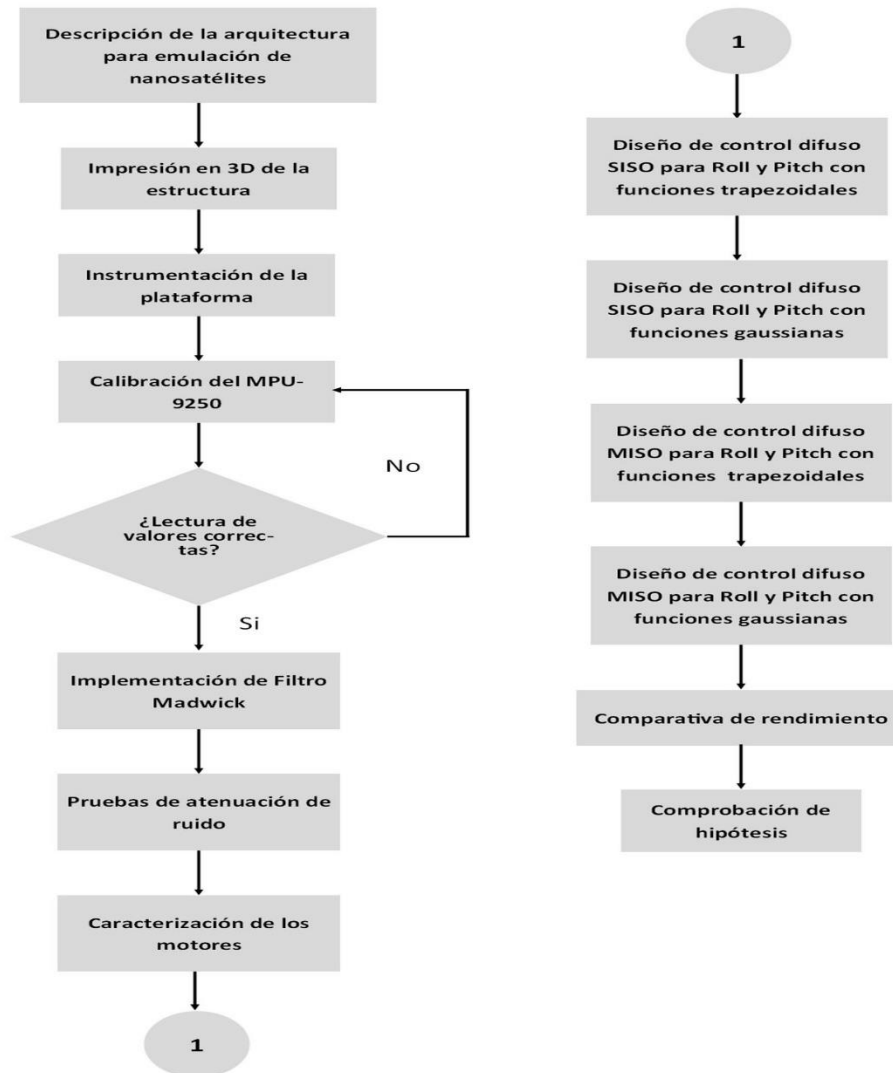 Descripción de la arquitectura
para emulación de
nanosatélites
Impresión en 3D de la
estructura
Instrumentación de la
plataforma
Calibración del MPU-
9250
No
¿Lectura de
valores correc-
tas?
Si
Implementación de Filtro
Madwick
Pruebas de atenuación de
ruido
Caracterización de los
motores
1
1
Diseño de control difuso
SISO para Roll y Pitch con
funciones trapezoidales
Diseño de control difuso
SISO para Roll y Pitch con
funciones gaussianas
Diseño de control difuso
MISO para Roll y Pitch con
funciones trapezoidales
Diseño de control difuso
MISO para Roll y Pitch con
funciones gaussianas
Comparativa de rendimiento
Comprobación de
hipótesis